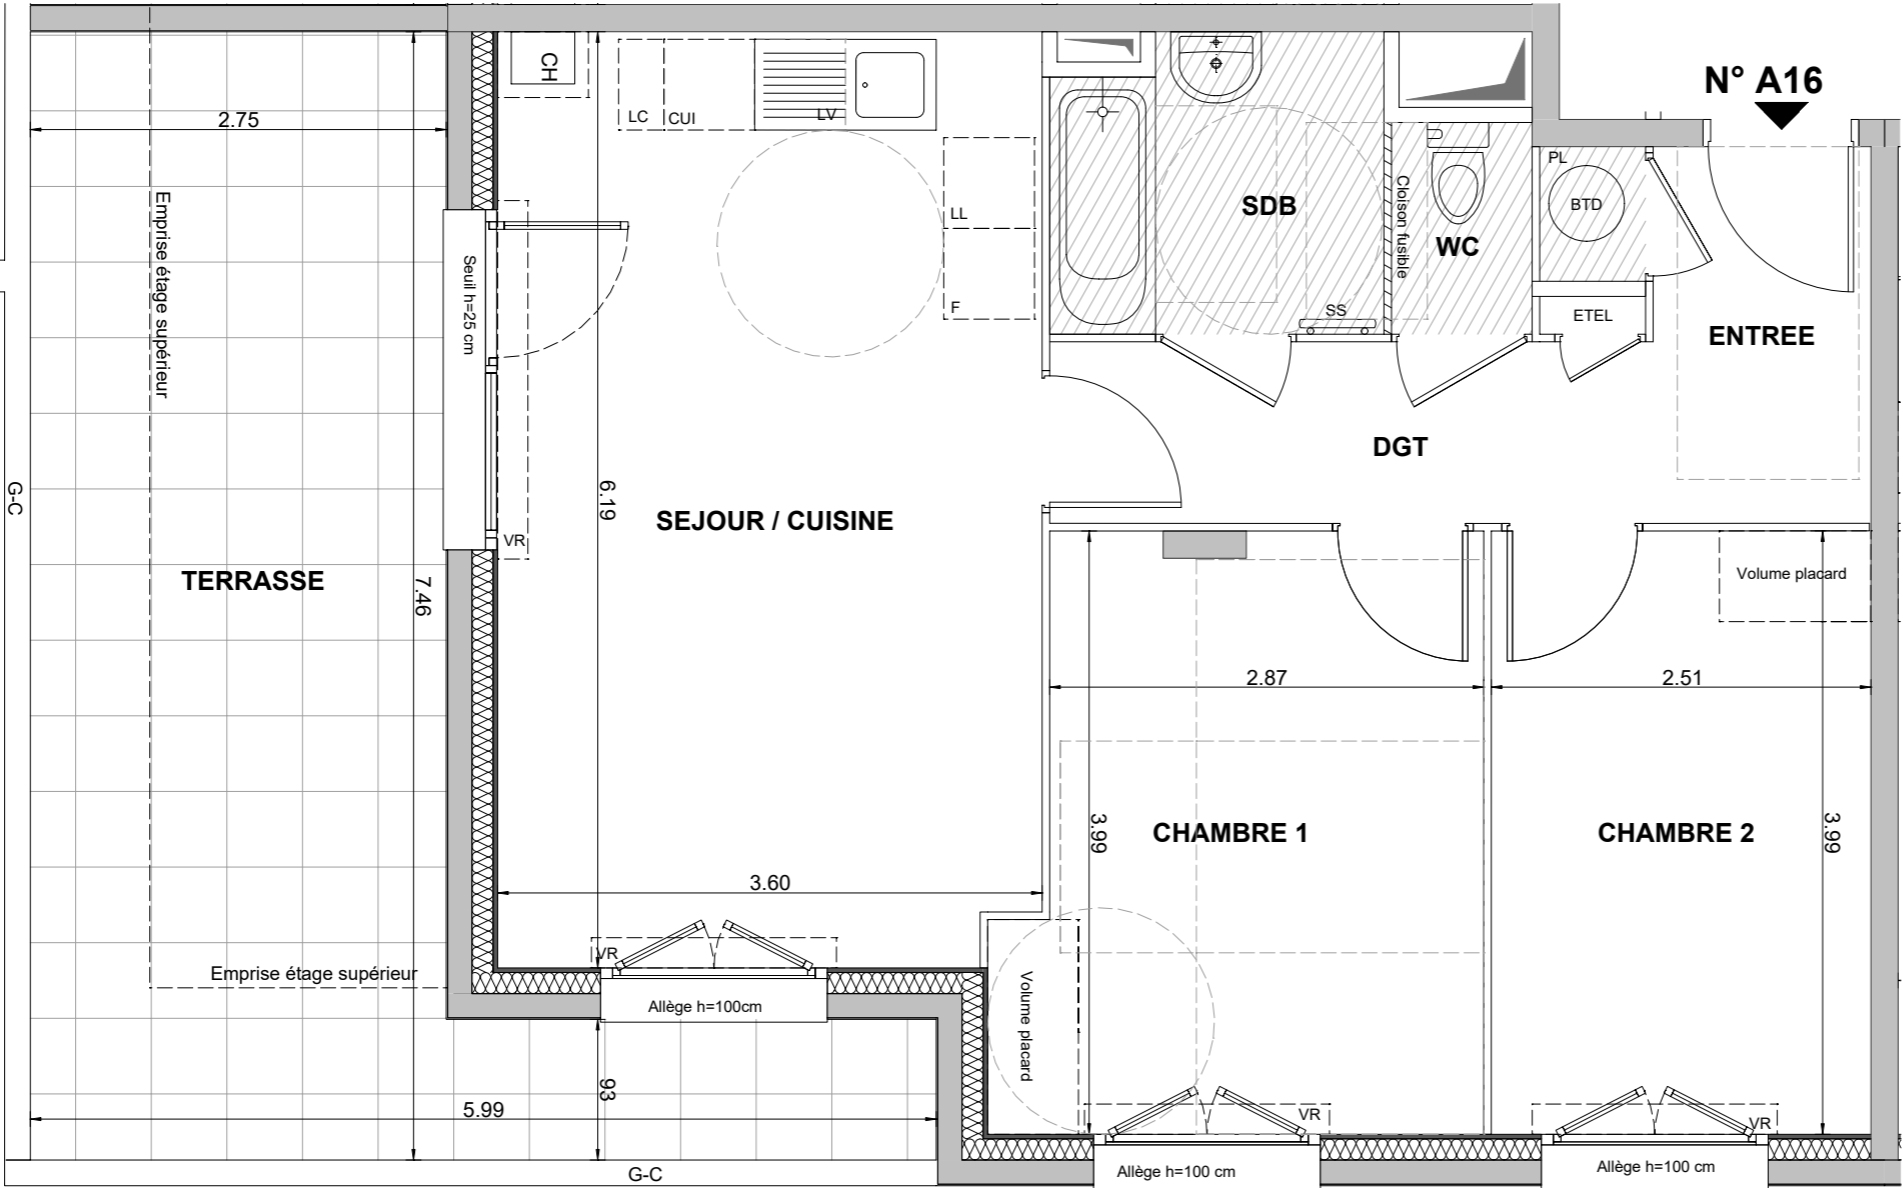 N° A16
CH
LC
CUI
LV
2.75
PL
BTD
Emprise étage supérieur
SDB
Cloison fusible
WC
LL
F
Seuil h=25 cm
SS
ETEL
ENTREE
DGT
G-C
6.19
SEJOUR / CUISINE
VR
TERRASSE
7.46
Volume placard
2.87
2.51
3.99
CHAMBRE 1
CHAMBRE 2
3.99
3.60
VR
Emprise étage supérieur
Allège h=100cm
Volume placard
93
5.99
VR
VR
G-C
Allège h=100 cm
Allège h=100 cm